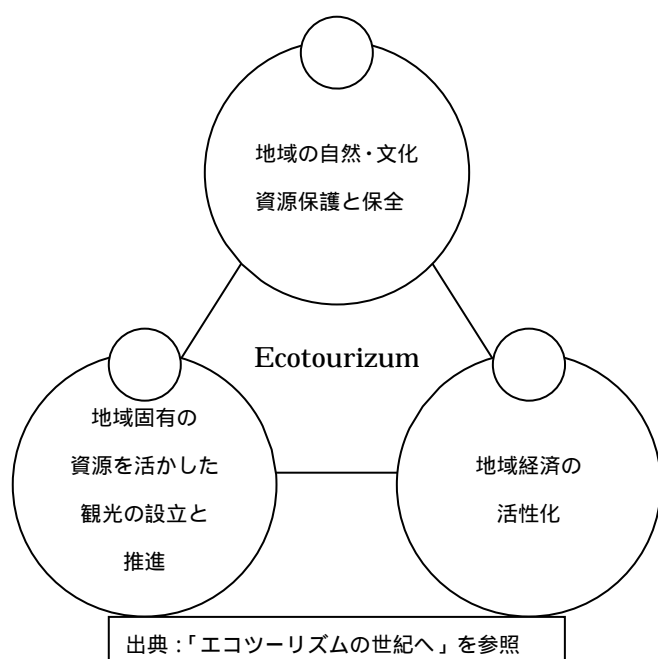 地域の自然・文化
資源保護と保全
Ecotourizum
地域固有の
資源を活かした
観光の設立と
推進
地域経済の
活性化
出典:「エコツーリズムの世紀へ」を参照